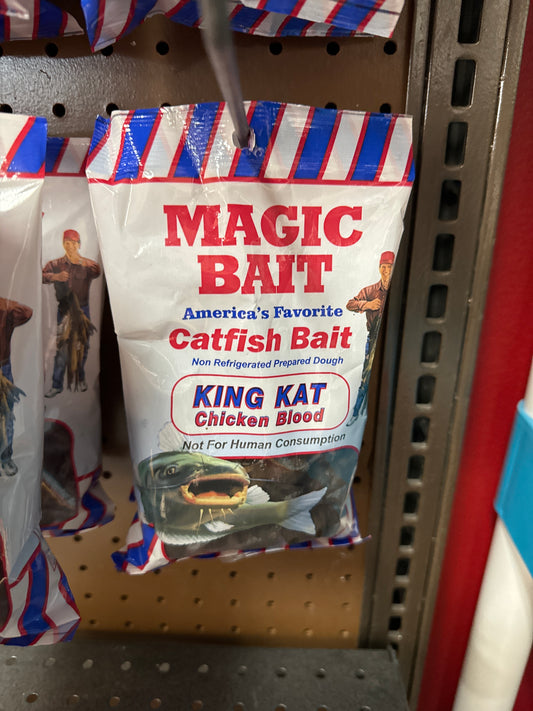 MAGIC
BAIT
America's Favorite
Catfish Bait
Non Refrigerated Prepared Dough
KING KAT
Chicken Blood
Not For Human Consumption